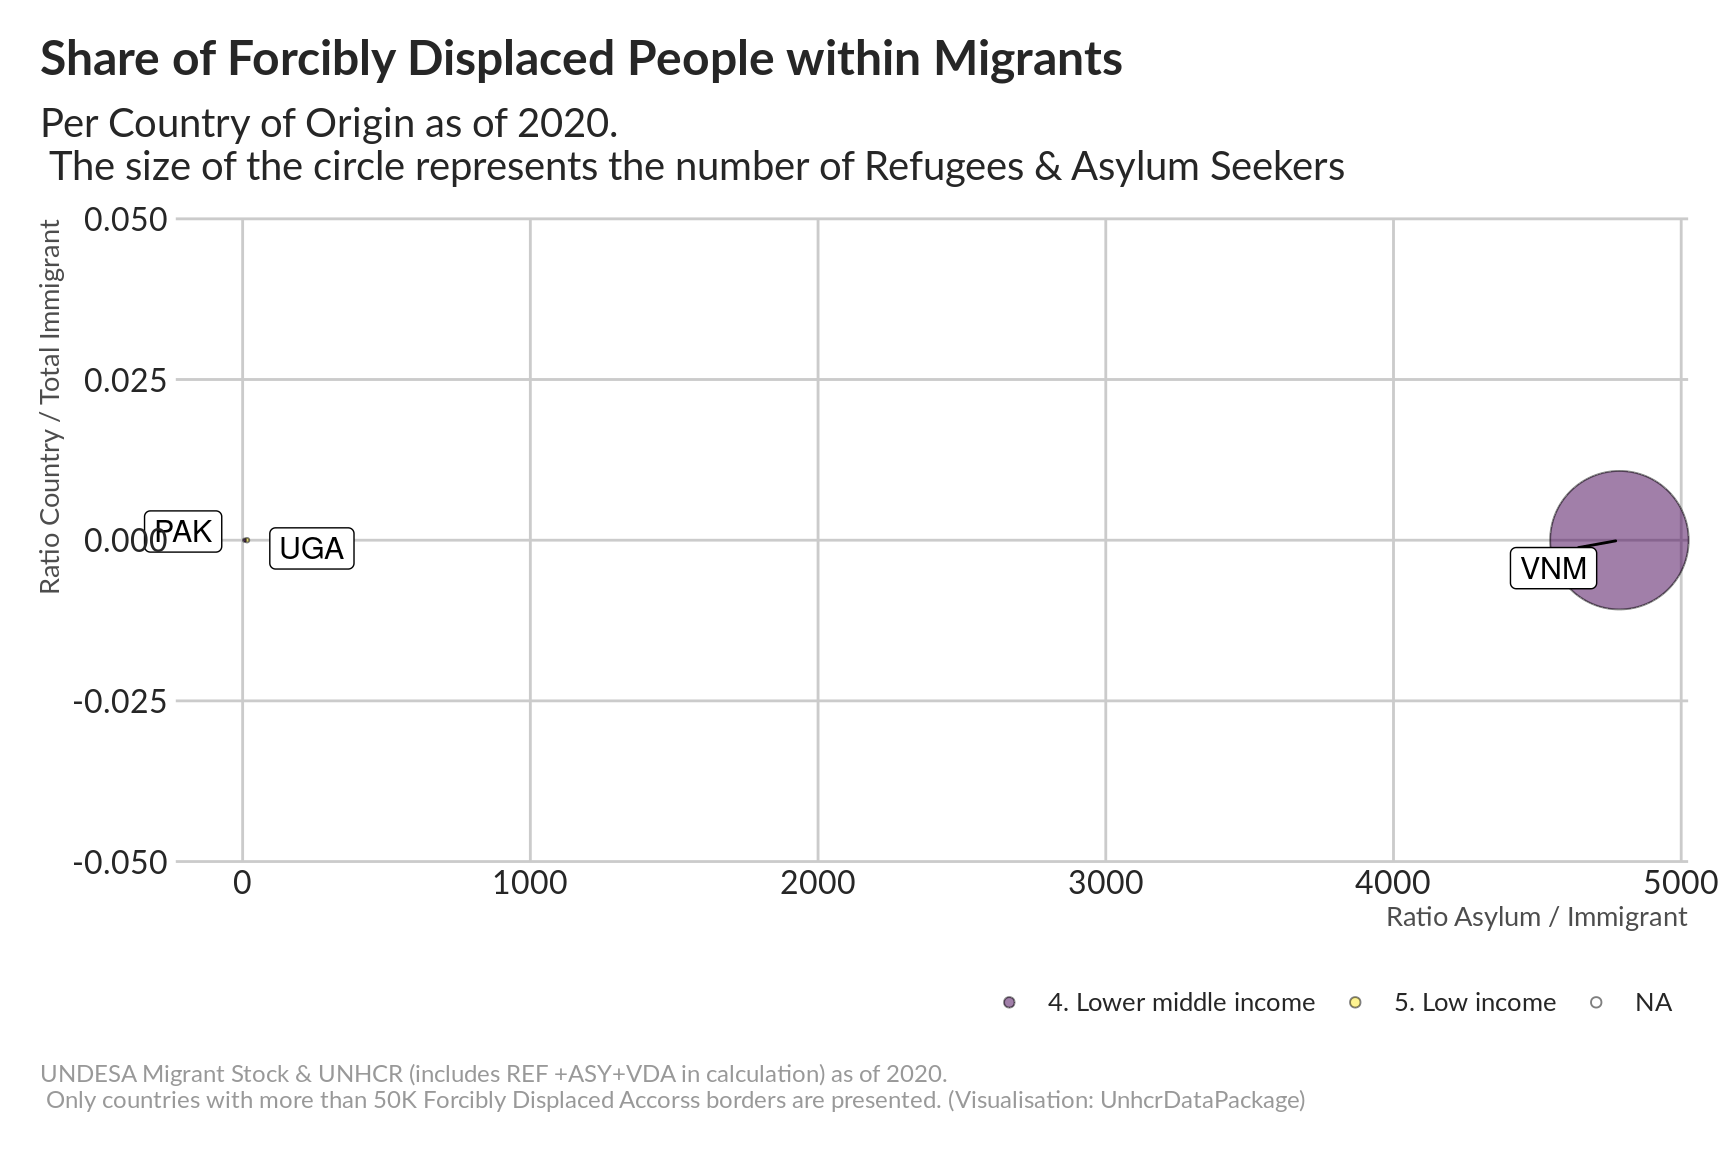 Share of Forcibly Displaced People within Migrants
Per Country of Origin as of 2020.
The size of the circle represents the number of Refugees & Asylum Seekers
Ratio Country / Total Immigrant
0.050
0.025
0.000
-0.025
-0.050
PAK
UGA
VNM
0
1000
2000
3000
4000
5000
Ratio Asylum / Immigrant
4. Lower middle income
5. Low income
NA
UNDESA Migrant Stock & UNHCR (includes REF +ASY+VDA in calculation) as of 2020.
Only countries with more than 50K Forcibly Displaced Accorss borders are presented. (Visualisation: UnhcrDataPackage)